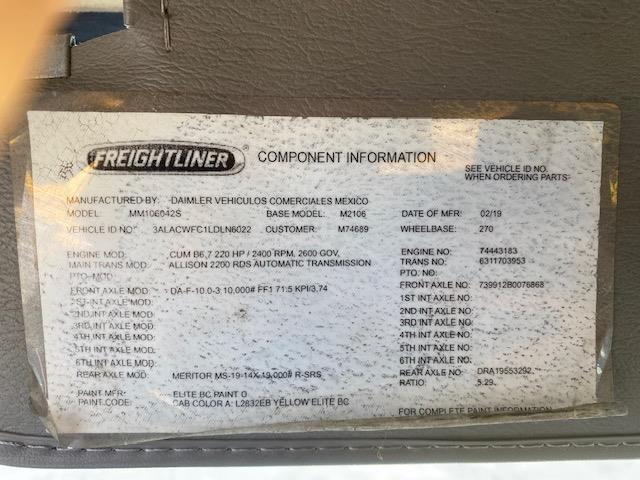 FREIGHTLINER ® COMPONENT INFORMATION
SEE VEHICLE ID NO.
WHEN ORDERING PARTS
MANUFACTURED BY: DAIMLER VEHICULOS COMERCIALES MEXICO
MODEL: MM106042S BASE MODEL: M2106 DATE OF MFR: 02/19
VEHICLE ID NO: 3ALACWFC1LDLN6022 CUSTOMER: M74689 WHEELBASE: 270
ENGINE MOD: CUM B6.7 220 HP / 2400 RPM, 2600 GOV, ENGINE NO: 74443183
MAIN TRANS MOD: ALLISON 2200 RDS AUTOMATIC TRANSMISSION TRANS NO: 6311703953
PTO MOD: PTO. NO:
FRONT AXLE MOD: DA-F-10.0-3 10,000# FF1 71.5 KPI/3.74 FRONT AXLE NO: 739912B0076868
1ST INT AXLE MOD: 1ST INT AXLE NO:
2ND INT AXLE MOD: 2ND INT AXLE NO:
3RD INT AXLE MOD: 3RD INT AXLE NO:
4TH INT AXLE MOD: 4TH INT AXLE NO:
5TH INT AXLE MOD: 5TH INT AXLE NO:
6TH INT AXLE MOD: 6TH INT AXLE NO:
REAR AXLE MOD: MERITOR MS-19-14X 19,000# R-SRS REAR AXLE NO: DRA19553292
RATIO: 5.29
PAINT MFR: ELITE BC PAINT O
PAINT CODE: CAB COLOR A: L2832EB YELLOW ELITE BC
FOR COMPLETE PAINT INFORMATION